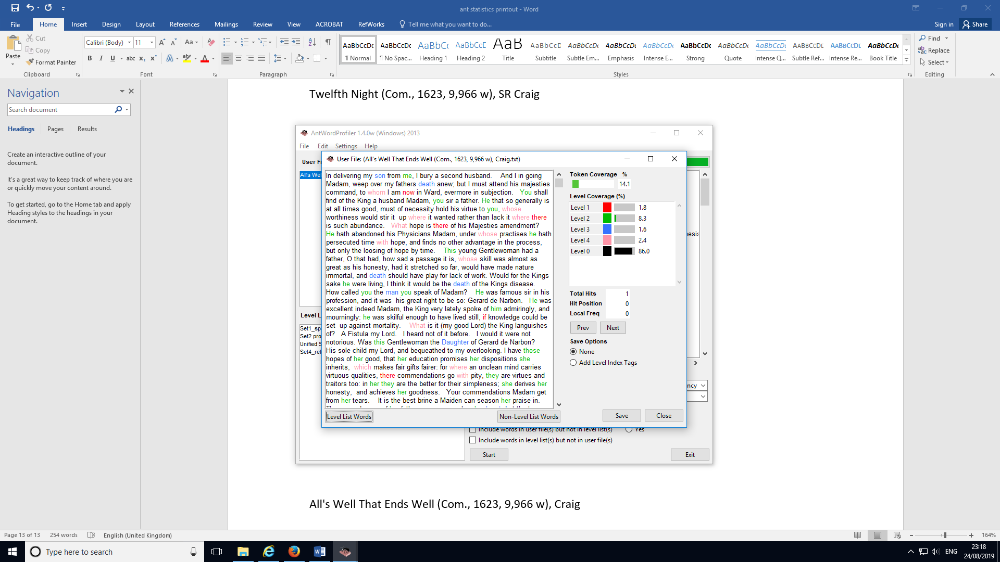 ant statistics printout - Word
File Home Insert Design Layout References Mailings Review View ACROBAT RefWorks Tell me what you want to do... Sign in Share
Paste Cut Copy Format Painter
Calibri (Body) 11
AaBbCcDc AaBbCcDc AaBbCc AaBbCcD AaB AaBbCcD AaBbCcDc AaBbCcDc AaBbCcDc AaBbCcDc AaBbCcDc AaBbCcDc AABBCCDD AABBCCDD AaBbCcDc
¶ Normal ¶ No Spac... Heading 1 Heading 2 Title Subtitle Subtle Em... Emphasis Intense E... Strong Quote Intense Q... Subtle Ref... Intense Re... Book Title
Find Replace Select
Clipboard Font Paragraph Styles Editing
Navigation
Search document
Headings Pages Results
Create an interactive outline of your
document.
It's a great way to keep track of where you are
or quickly move your content around.
To get started, go to the Home tab and apply
Heading styles to the headings in your
document.
Twelfth Night (Com., 1623, 9,966 w), SR Craig
AntWordProfiler 1.4.0w (Windows) 2013
File Edit Settings Help
User Fi
All's Wel
Level L
Set1_sp
Set2 pro
Unified S
Set4_rela
User File: (All's Well That Ends Well (Com., 1623, 9,966 w), Craig.txt)
In delivering my son from me, I bury a second husband. And I in going
Madam, weep over my fathers death anew; but I must attend his majesties
command, to whom I am now in Ward, evermore in subjection. You shall
find of the King a husband Madam, you sir a father. He that so generally is
at all times good, must of necessity hold his virtue to you, whose
worthiness would stir it up where it wanted rather than lack it where there
is such abundance. What hope is there of his Majesties amendment?
He hath abandoned his Physicians Madam, under whose practises he hath
persecuted time with hope, and finds no other advantage in the process,
but only the loosing of hope by time. This young Gentlewoman had a
father, O that had, how sad a passage it is, whose skill was almost as
great as his honesty, had it stretched so far, would have made nature
immortal, and death should have play for lack of work. Would for the Kings
sake he were living, I think it would be the death of the Kings disease.
How called you the man you speak of Madam? He was famous sir in his
profession, and it was his great right to be so: Gerard de Narbon. He was
excellent indeed Madam, the King very lately spoke of him admiringly, and
mourningly: he was skilful enough to have lived still, if knowledge could be
set up against mortality. What is it (my good Lord) the King languishes
of? A Fistula my Lord. I heard not of it before. I would it were not
notorious. Was this Gentlewoman the Daughter of Gerard de Narbon?
His sole child my Lord, and bequeathed to my overlooking. I have those
hopes of her good, that her education promises her dispositions she
inherits, which makes fair gifts fairer: for where an unclean mind carries
virtuous qualities, there commendations go with pity, they are virtues and
traitors too: in her they are the better for their simpleness; she derives her
honesty, and achieves her goodness. Your commendations Madam get
from her tears. It is the best brine a Maiden can season her praise in.
Level List Words Non-Level List Words
Token Coverage %
14.1
Level Coverage (%)
Level 1 1.8
Level 2 8.3
Level 3 1.6
Level 4 2.4
Level 0 86.0
Total Hits 1
Hit Position 0
Local Freq 0
Prev Next
Save Options
None
Add Level Index Tags
Save Close
nesis
ncy
Include words in user file(s) but not in level list(s) Yes
Include words in level list(s) but not in user file(s)
Start Exit
All's Well That Ends Well (Com., 1623, 9,966 w), Craig
Page 13 of 13 254 words English (United Kingdom) 164%
Type here to search
ENG
23:18
24/08/2019